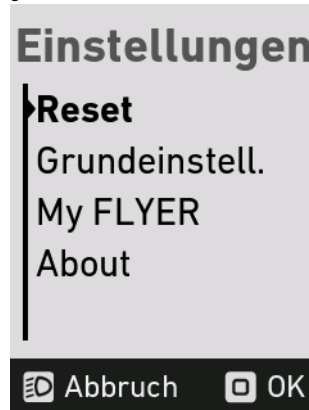 Einstellungen
Reset
Grundeinstell.
My FLYER
About
Abbruch OK